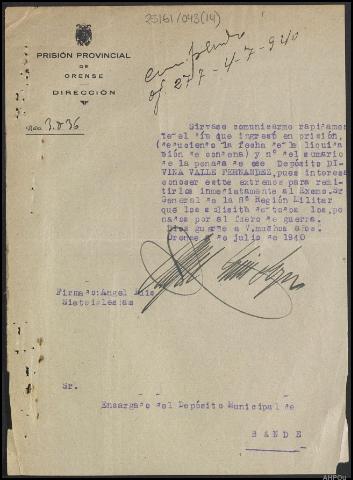 25161/043(14)
PRISIÓN PROVINCIAL
DE
ORENSE
DIRECCIÓN
cumplido
of 277-4-7-940
Nºo 3.836
Sírvase comunicarme rápidamen
te el día que ingresó en prisión,
(deduciendo la fecha de la liquida
ción de condena) y nº del sumario
de la penada de ese Depósito DI-
VINA VALLE FERNANDEZ, pues interesa
conocer estos extremos para remi-
tirlos inmediatamente al Excmo. Sr
General de la 8ª Región Militar
que los solicita de todos los pe
nados por el fuero de guerra.
Dios guarde a V. muchos años.
Orense de julio de 1940
Firmado: Angel
Sietiglesias
Sr.
Encargado del Depósito Municipal de
BANDE
AHPOu